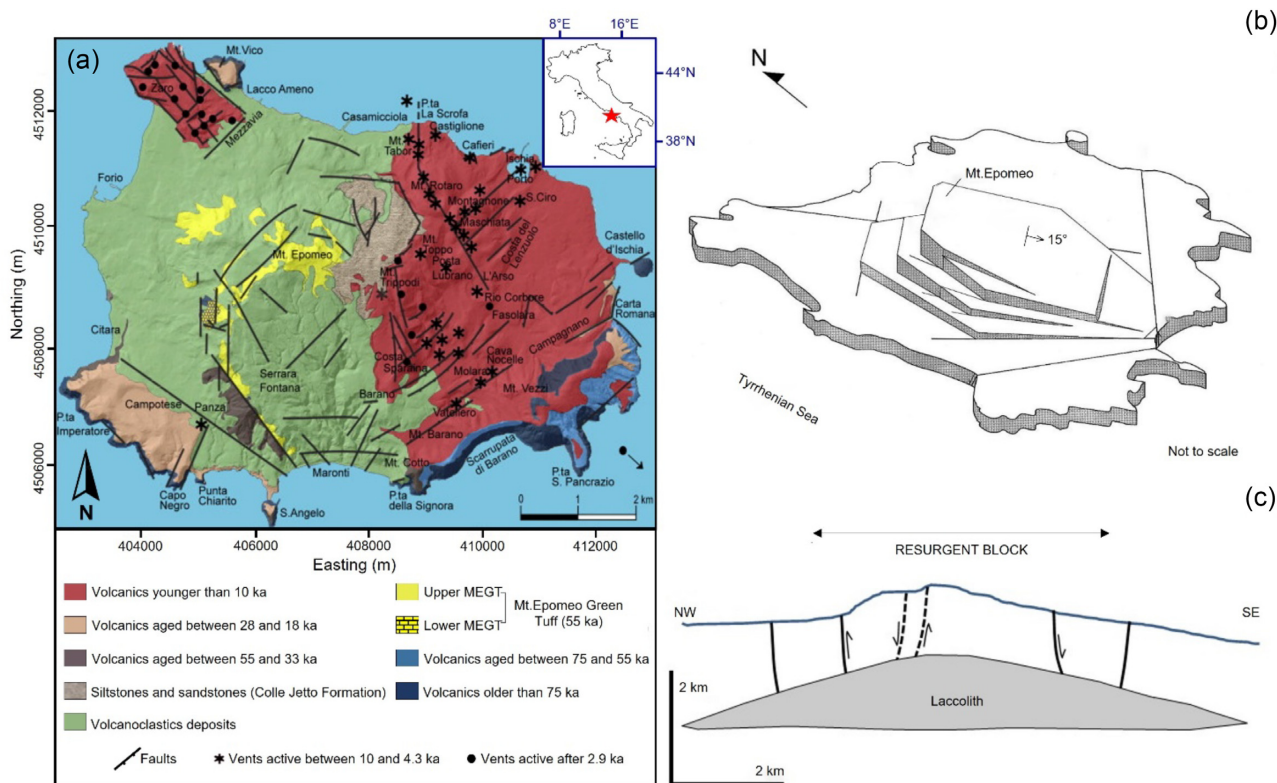 (a)
8°E
16°E
44°N
38°N
Mt.Vico
Zaro
Lacco Ameno
Mezzavia
Casamicciola
P.ta
La Scrofa
Castiglione
Mt.
Tabor
Cafieri
Ischia
Porto
Forio
Mt. Rotaro
Montagnone
S.Ciro
Maschiata
Costa del
Lenzuolo
Castello
d'Ischia
Mt. Epomeo
Mt.
Toppo
Posta
Lubrano
L'Arso
Mt.
Trippodi
Rio Corbore
Fasolara
Carta
Romana
Citara
Campagnano
Serrara
Fontana
Costa
Sparaina
Cava
Nocelle
Molara
Mt. Vezzi
Barano
Campotese
Panza
P.ta
Imperatore
Vateliero
Mt. Barano
Scarrupata
di Barano
Maronti
Mt. Cotto
Capo
Negro
Punta
Chiarito
S.Angelo
P.ta
della Signora
P.ta
S. Pancrazio
N
0 1 2 km
4512000
4510000
4508000
4506000
Northing (m)
404000 406000 408000 410000 412000
Easting (m)
Volcanics younger than 10 ka
Volcanics aged between 28 and 18 ka
Volcanics aged between 55 and 33 ka
Siltstones and sandstones (Colle Jetto Formation)
Volcanoclastics deposits
Upper MEGT
Lower MEGT
Mt.Epomeo Green
Tuff (55 ka)
Volcanics aged between 75 and 55 ka
Volcanics older than 75 ka
Faults
Vents active between 10 and 4.3 ka
Vents active after 2.9 ka
(b)
N
Mt.Epomeo
15°
Tyrrhenian Sea
Not to scale
(c)
RESURGENT BLOCK
NW
SE
Laccolith
2 km
2 km